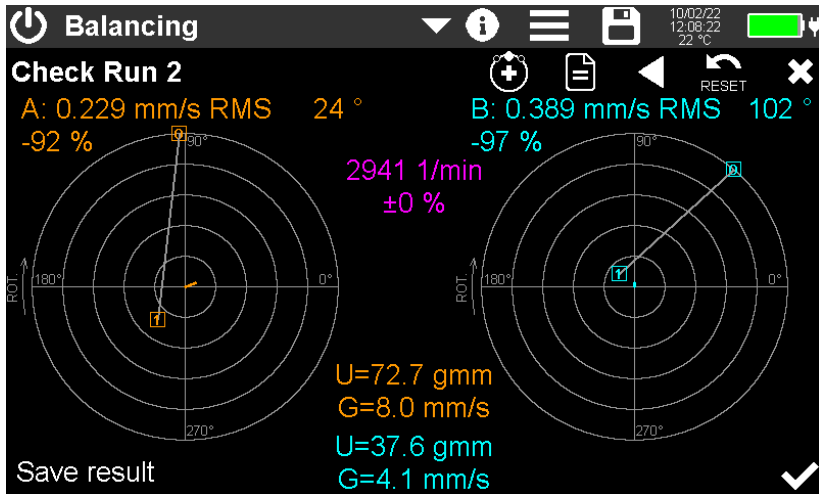 Balancing
i
10/02/22
12:08:22
22 °C
Check Run 2
RESET
A: 0.229 mm/s RMS 24 °
-92 %
B: 0.389 mm/s RMS 102 °
-97 %
2941 1/min
±0 %
0
90°
180°
0°
270°
1
ROT.
0
90°
180°
0°
270°
1
ROT.
U=72.7 gmm
G=8.0 mm/s
U=37.6 gmm
G=4.1 mm/s
Save result